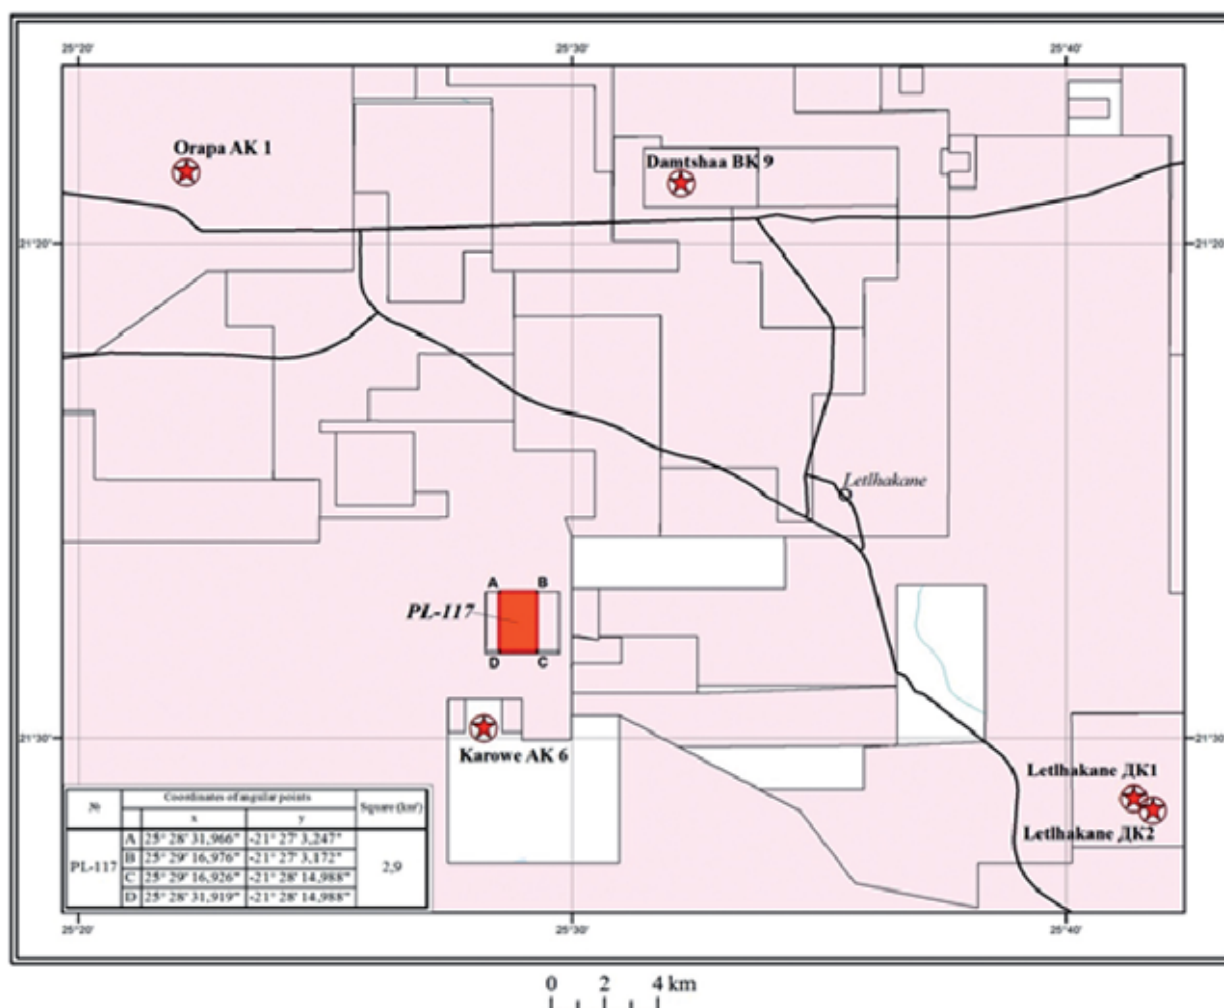 25°20' 25°30' 25°40'
Orapa AK 1
Damtshaa BK 9
21°20' 21°20'
Letlhakane
A B
PL-117
D C
21°30' 21°30'
Karowe AK 6
Letlhakane ДК1
Letlhakane ДК2
№ Coordinates of angular points Square (km²)
x y
A 25° 28' 31,966" -21° 27' 3,247"
B 25° 29' 16,976" -21° 27' 3,172"
PL-117 2,9
C 25° 29' 16,926" -21° 28' 14,988"
D 25° 28' 31,919" -21° 28' 14,988"
25°20' 25°30' 25°40'
0 2 4 km